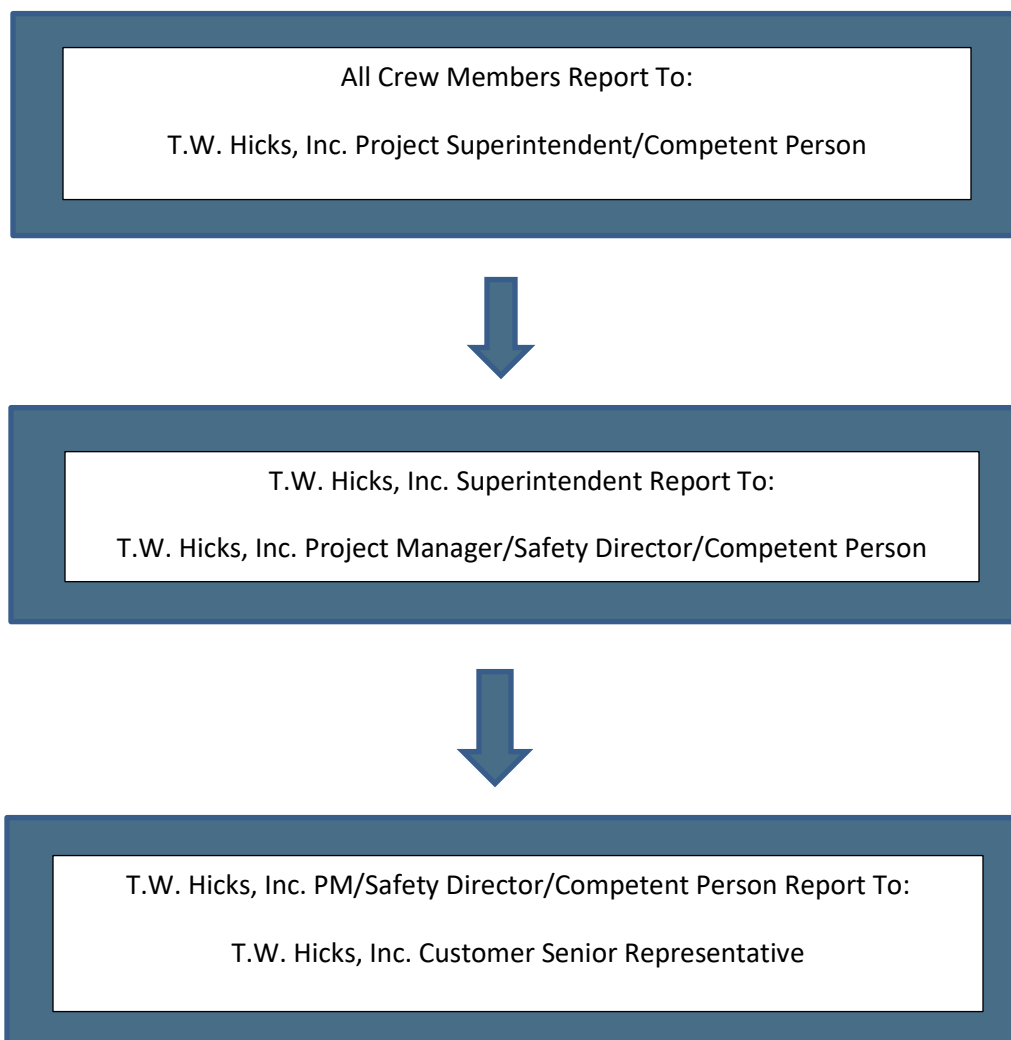 All Crew Members Report To:
T.W. Hicks, Inc. Project Superintendent/Competent Person
T.W. Hicks, Inc. Superintendent Report To:
T.W. Hicks, Inc. Project Manager/Safety Director/Competent Person
T.W. Hicks, Inc. PM/Safety Director/Competent Person Report To:
T.W. Hicks, Inc. Customer Senior Representative